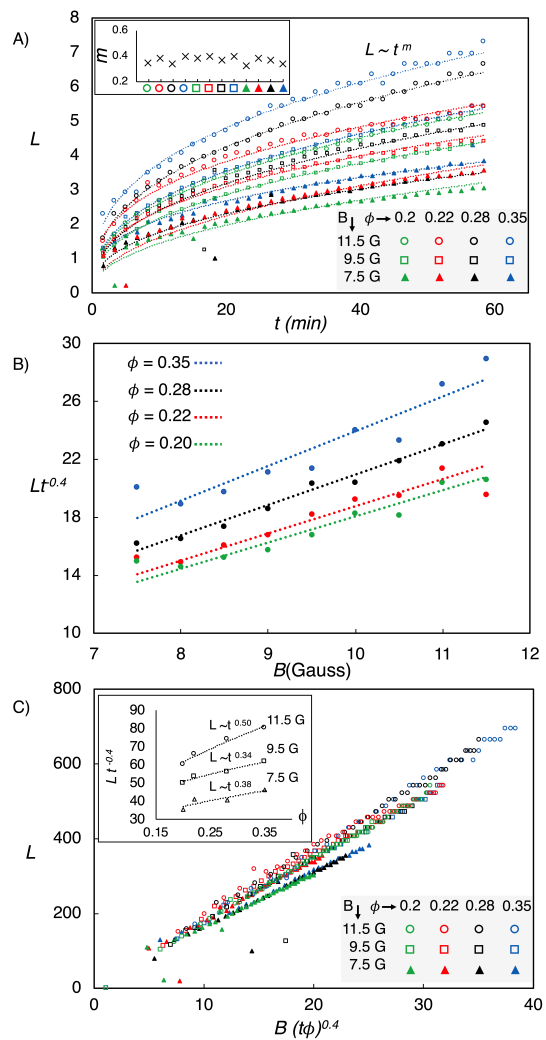 A)
L ~ t^m
m
0.6
0.4
0.2
L
8
7
6
5
4
3
2
1
0
0 20 40 60
t (min)
B ϕ 0.2 0.22 0.28 0.35
11.5 G
9.5 G
7.5 G
B)
ϕ = 0.35
ϕ = 0.28
ϕ = 0.22
ϕ = 0.20
Lt^0.4
30
26
22
18
14
10
7 8 9 10 11 12
B(Gauss)
C)
L t^-0.4
90
80
70
60
50
40
30
L ~t^0.50 11.5 G
L ~t^0.34 9.5 G
L ~t^0.38 7.5 G
0.15 0.25 0.35 ϕ
L
800
600
400
200
0
0 10 20 30 40
B (tϕ)^0.4
B ϕ 0.2 0.22 0.28 0.35
11.5 G
9.5 G
7.5 G